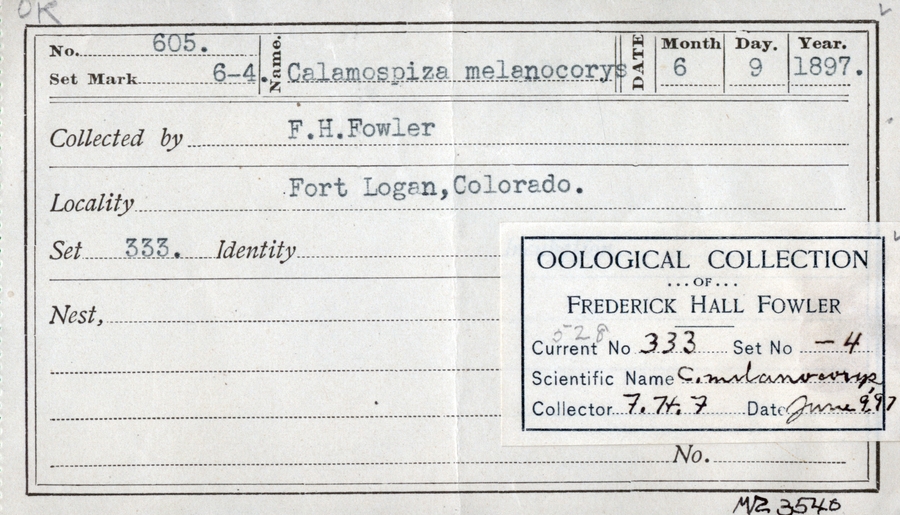 OK
No. 605. Name. Calamospiza melanocorys DATE Month 6 Day. 9 Year. 1897.
Set Mark 6-4.
Collected by F.H.Fowler
Locality Fort Logan,Colorado.
Set 333. Identity
Nest,
No.
OOLOGICAL COLLECTION
...OF...
FREDERICK HALL FOWLER
528
Current No 333 Set No -4
Scientific Name C. melanocorys
Collector F.H.F Date June 9, 97
MVZ 3540